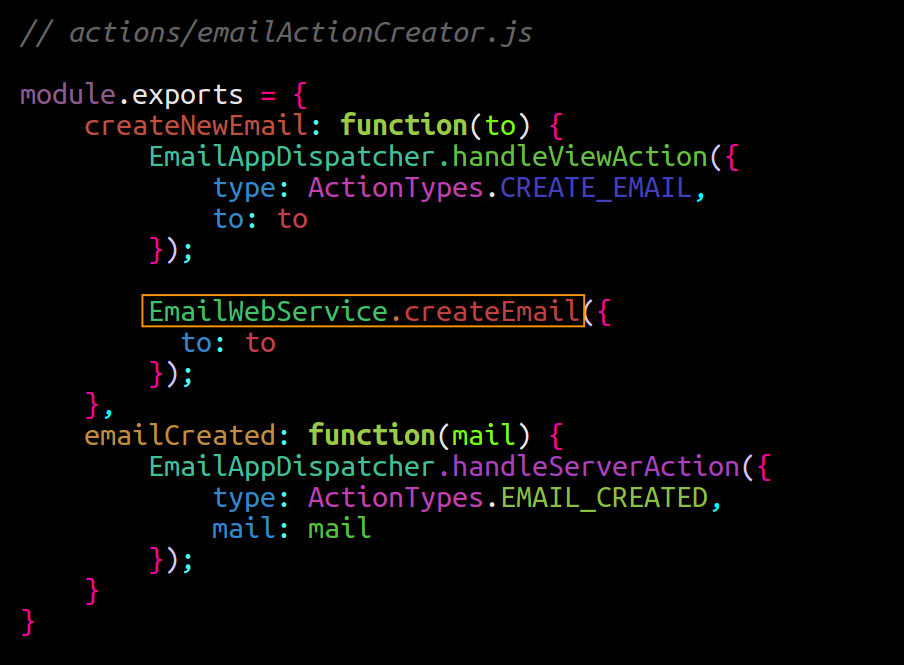 // actions/emailActionCreator.js
module.exports = {
    createNewEmail: function(to) {
        EmailAppDispatcher.handleViewAction({
            type: ActionTypes.CREATE_EMAIL,
            to: to
        });
        EmailWebService.createEmail({
          to: to
        });
    },
    emailCreated: function(mail) {
        EmailAppDispatcher.handleServerAction({
            type: ActionTypes.EMAIL_CREATED,
            mail: mail
        });
    }
}